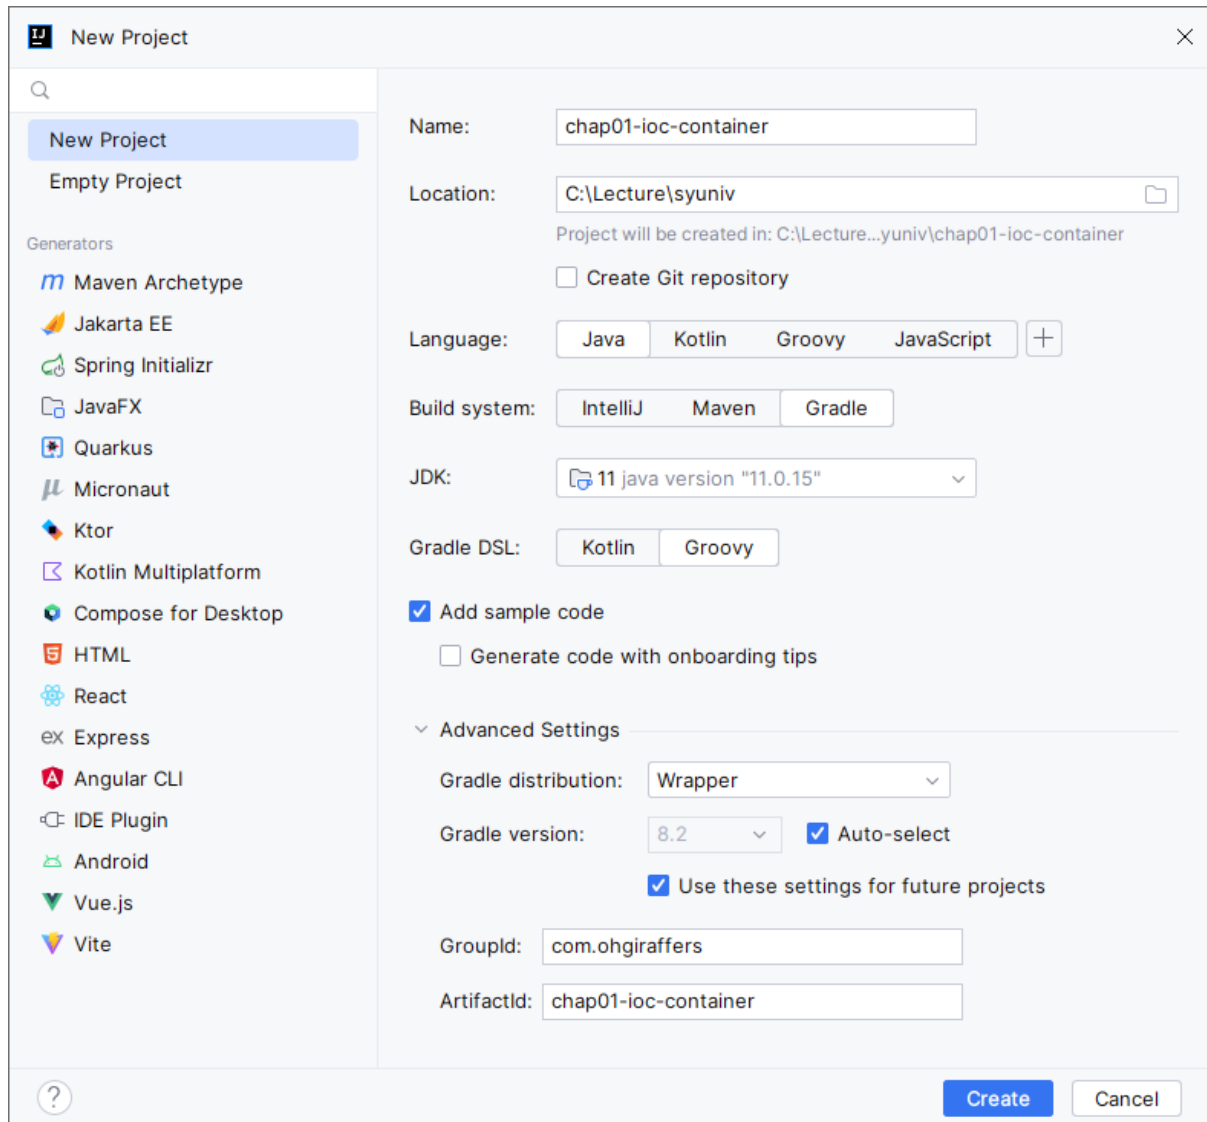 New Project
New Project
Empty Project
Generators
Maven Archetype
Jakarta EE
Spring Initializr
JavaFX
Quarkus
Micronaut
Ktor
Kotlin Multiplatform
Compose for Desktop
HTML
React
ex Express
Angular CLI
IDE Plugin
Android
Vue.js
Vite
Name: chap01-ioc-container
Location: C:\Lecture\syuniv
Project will be created in: C:\Lecture...yuniv\chap01-ioc-container
Create Git repository
Language: Java Kotlin Groovy JavaScript
Build system: IntelliJ Maven Gradle
JDK: 11 java version "11.0.15"
Gradle DSL: Kotlin Groovy
Add sample code
Generate code with onboarding tips
Advanced Settings
Gradle distribution: Wrapper
Gradle version: 8.2 Auto-select
Use these settings for future projects
GroupId: com.ohgiraffers
ArtifactId: chap01-ioc-container
? Create Cancel